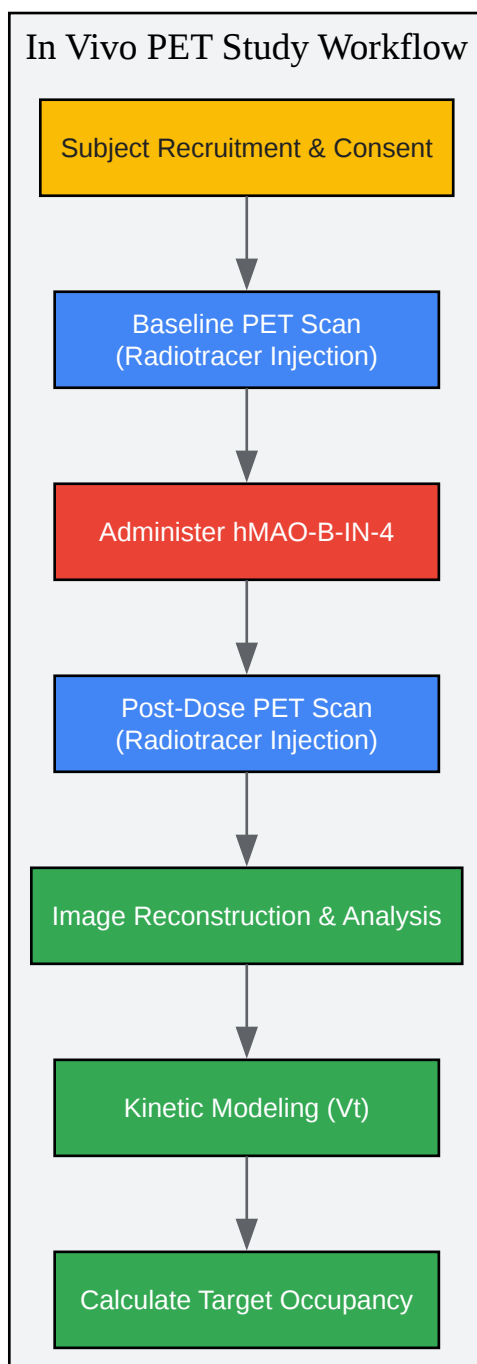 In Vivo PET Study Workflow
Subject Recruitment & Consent
Baseline PET Scan
(Radiotracer Injection)
Administer hMAO-B-IN-4
Post-Dose PET Scan
(Radiotracer Injection)
Image Reconstruction & Analysis
Kinetic Modeling (Vt)
Calculate Target Occupancy